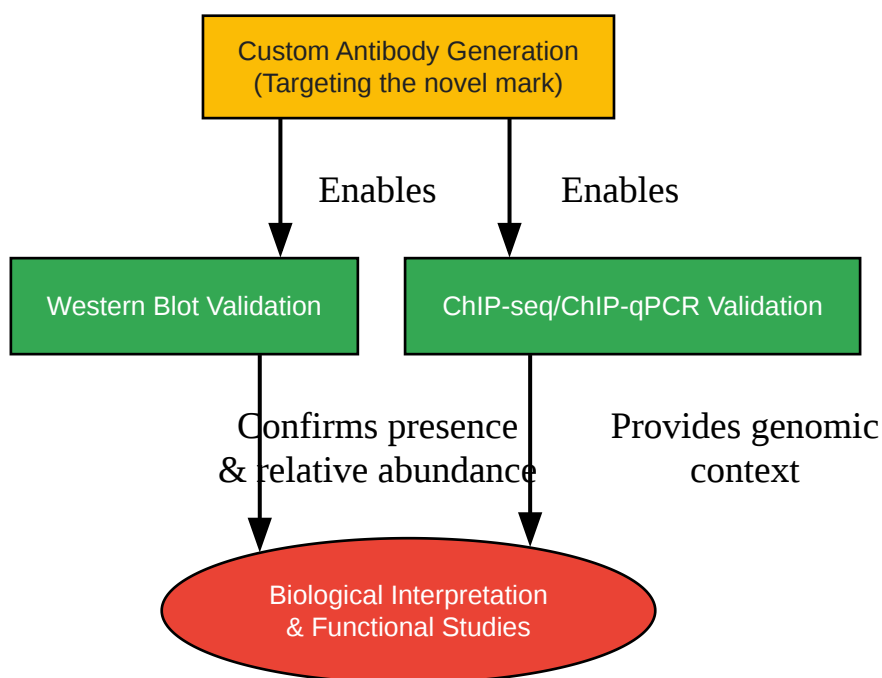 Custom Antibody Generation
(Targeting the novel mark)
Enables
Enables
Western Blot Validation
ChIP-seq/ChIP-qPCR Validation
Confirms presence
& relative abundance
Provides genomic
context
Biological Interpretation
& Functional Studies